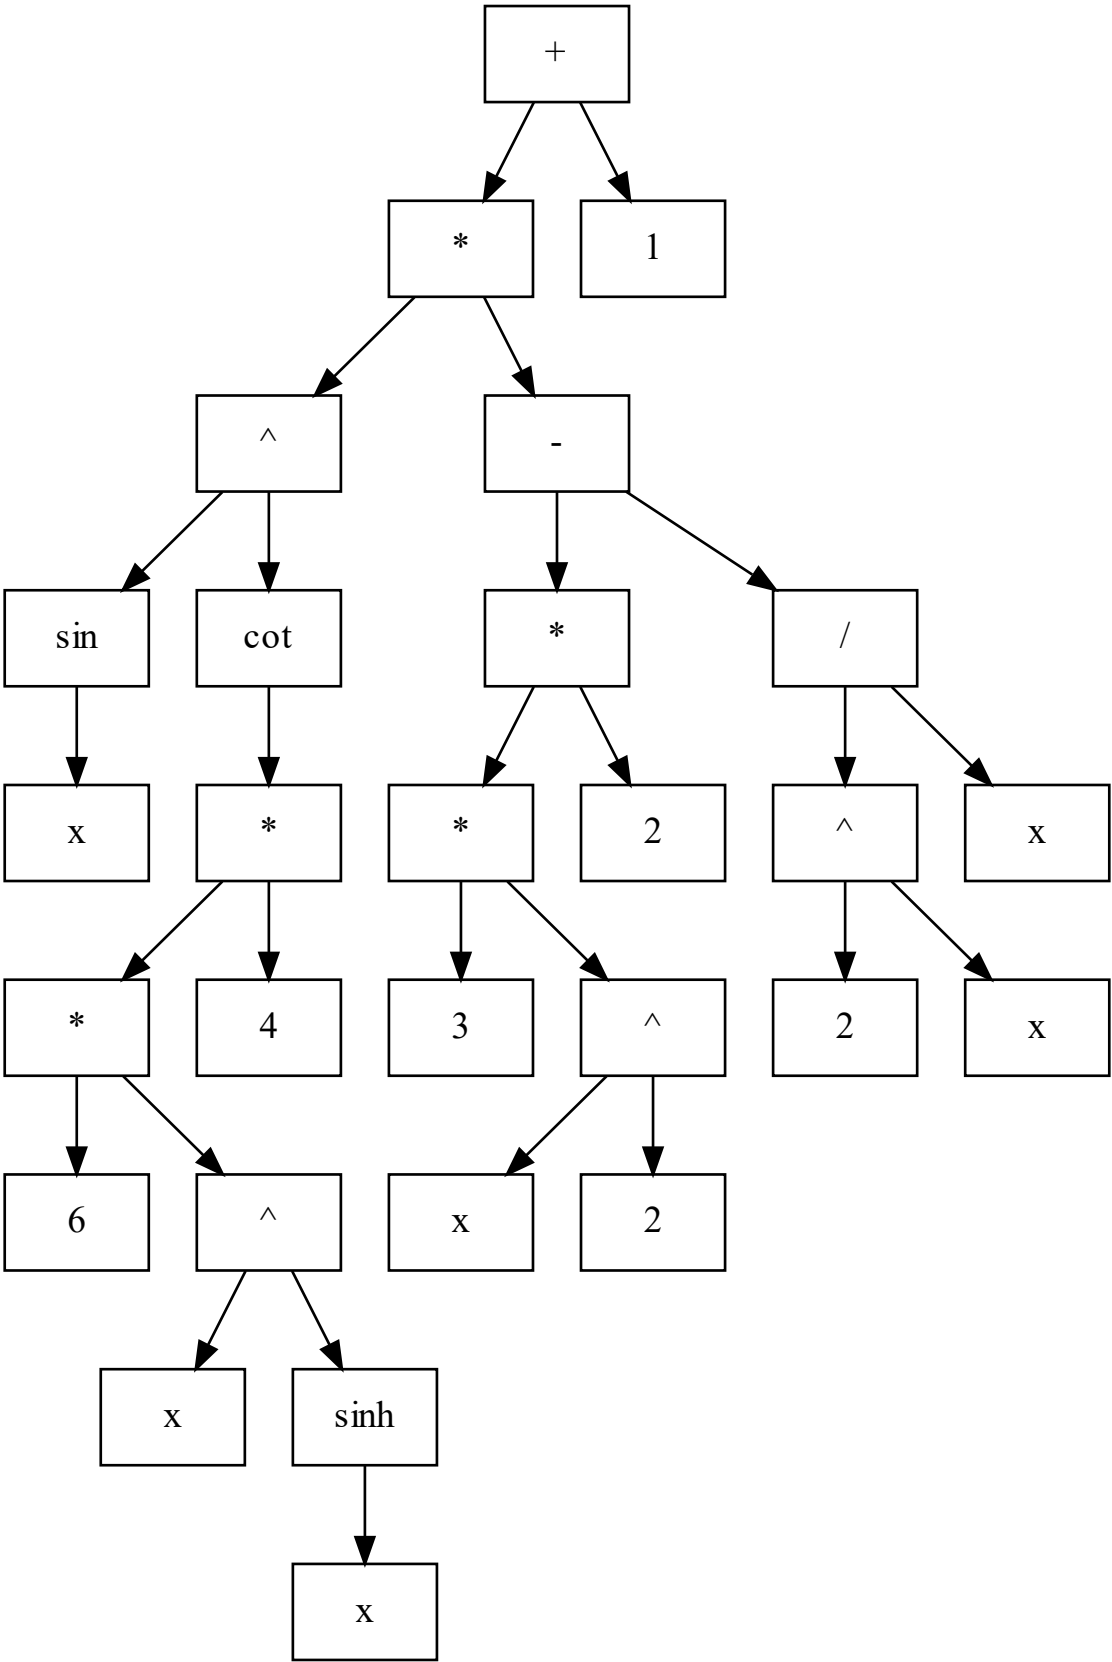 +
* 1
^ -
sin cot * /
x * * 2 ^ x
* 4 3 ^ 2 x
6 ^ x 2
x sinh
x